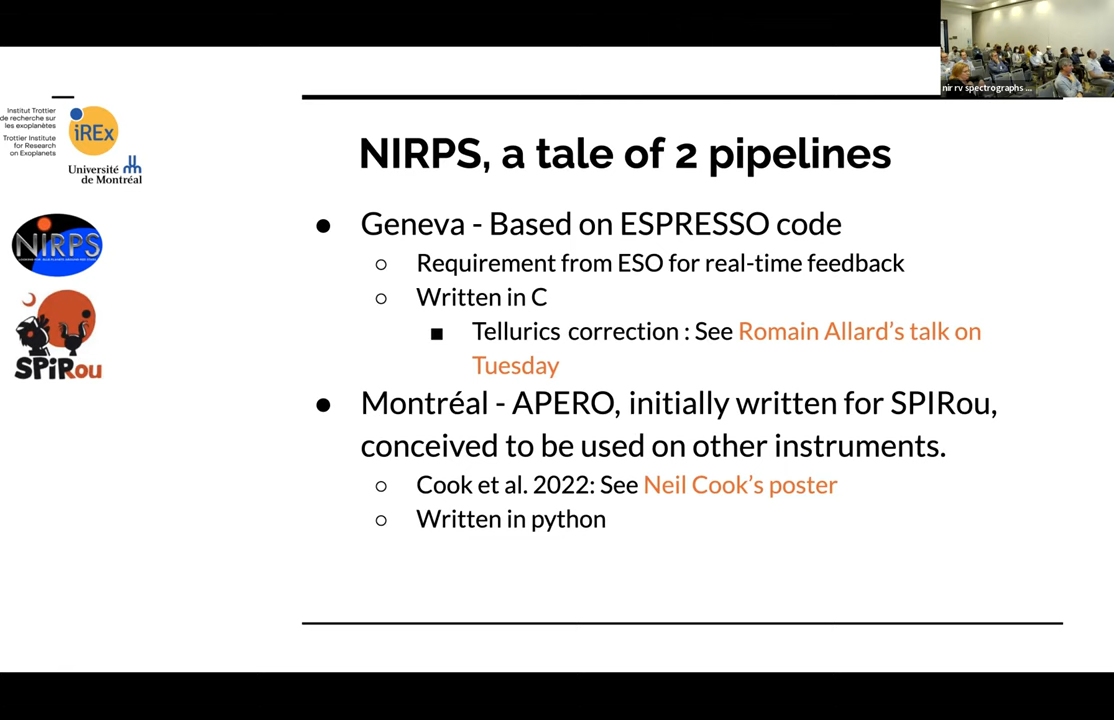 nir rv spectrographs ...
Institut Trottier
de recherche sur
les exoplanètes
Trottier Institute
for Research
on Exoplanets
iREx
Université
de Montréal
NIRPS
SPiRou
NIRPS, a tale of 2 pipelines
● Geneva - Based on ESPRESSO code
○ Requirement from ESO for real-time feedback
○ Written in C
■ Tellurics correction : See Romain Allard’s talk on
Tuesday
● Montréal - APERO, initially written for SPIRou,
conceived to be used on other instruments.
○ Cook et al. 2022: See Neil Cook’s poster
○ Written in python